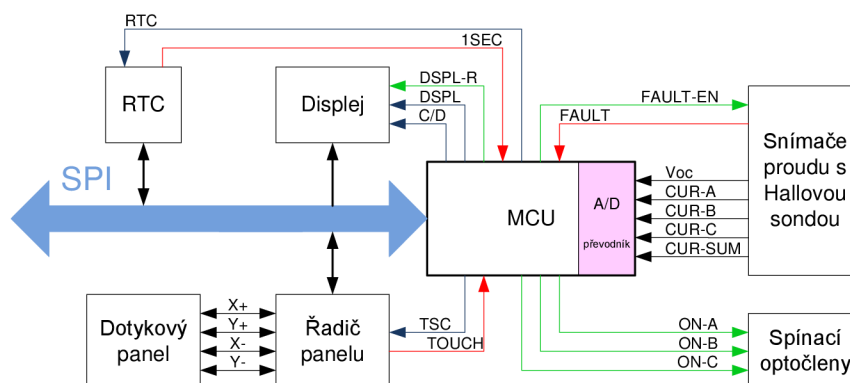 RTC
1SEC
RTC
Displej
DSPL-R
DSPL
C/D
FAULT-EN
FAULT
Snímače
proudu s
Hallovou
sondou
SPI
MCU
A/D
převodník
Voc
CUR-A
CUR-B
CUR-C
CUR-SUM
Dotykový
panel
X+
Y+
X-
Y-
Řadič
panelu
TSC
TOUCH
ON-A
ON-B
ON-C
Spínací
optočleny